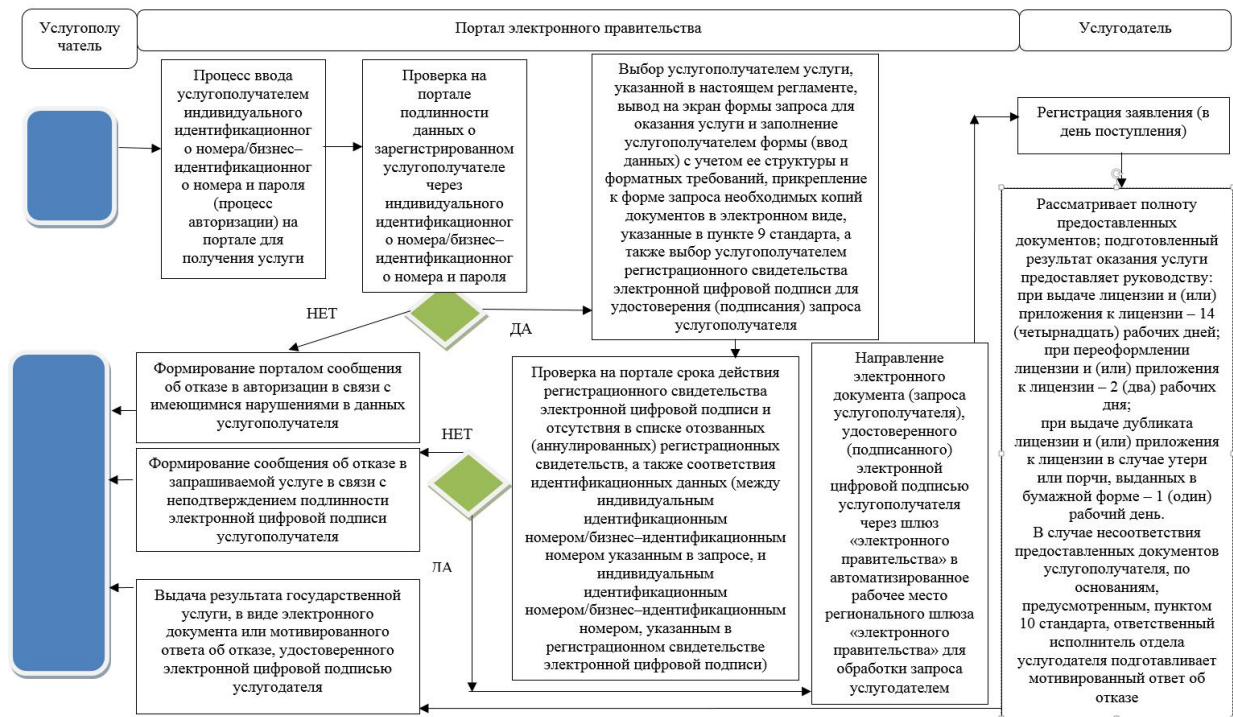 Услугополу
чатель
Портал электронного правительства
Услугодатель
Процесс ввода
услугополучателем
индивидуального
идентификационног
о номера/бизнес–
идентификационног
о номера и пароля
(процесс
авторизации) на
портале для
получения услуги
Проверка на
портале
подлинности
данных о
зарегистрированном
услугополучателе
через
индивидуального
идентификационног
о номера/бизнес–
идентификационног
о номера и пароля
Выбор услугополучателем услуги,
указанной в настоящем регламенте,
вывод на экран формы запроса для
оказания услуги и заполнение
услугополучателем формы (ввод
данных) с учетом ее структуры и
форматных требований, прикрепление
к форме запроса необходимых копий
документов в электронном виде,
указанные в пункте 9 стандарта, а
также выбор услугополучателем
регистрационного свидетельства
электронной цифровой подписи для
удостоверения (подписания) запроса
услугополучателя
Регистрация заявления (в
день поступления)
Рассматривает полноту
предоставленных
документов; подготовленный
результат оказания услуги
предоставляет руководству:
при выдаче лицензии и (или)
приложения к лицензии – 14
(четырнадцать) рабочих дней;
при переоформлении
лицензии и (или) приложения
к лицензии – 2 (два) рабочих
дня;
при выдаче дубликата
лицензии и (или) приложения
к лицензии в случае утери
или порчи, выданных в
бумажной форме – 1 (один)
рабочий день.
В случае несоответствия
предоставленных документов
услугополучателя, по
основаниям,
предусмотренным, пунктом
10 стандарта, ответственный
исполнитель отдела
услугодателя подготавливает
мотивированный ответ об
отказе
НЕТ
ДА
Формирование порталом сообщения
об отказе в авторизации в связи с
имеющимися нарушениями в данных
услугополучателя
НЕТ
Формирование сообщения об отказе в
запрашиваемой услуге в связи с
неподтверждением подлинности
электронной цифровой подписи
услугополучателя
ДА
Выдача результата государственной
услуги, в виде электронного
документа или мотивированного
ответа об отказе, удостоверенного
электронной цифровой подписью
услугодателя
Проверка на портале срока действия
регистрационного свидетельства
электронной цифровой подписи и
отсутствия в списке отозванных
(аннулированных) регистрационных
свидетельств, а также соответствия
идентификационных данных (между
индивидуальным
идентификационным
номером/бизнес–идентификационным
номером указанным в запросе, и
индивидуальным
идентификационным
номером/бизнес–идентификационным
номером, указанным в
регистрационном свидетельстве
электронной цифровой подписи)
Направление
электронного
документа (запроса
услугополучателя),
удостоверенного
(подписанного)
электронной
цифровой подписью
услугополучателя
через шлюз
«электронного
правительства» в
автоматизированное
рабочее место
регионального шлюза
«электронного
правительства» для
обработки запроса
услугодателем